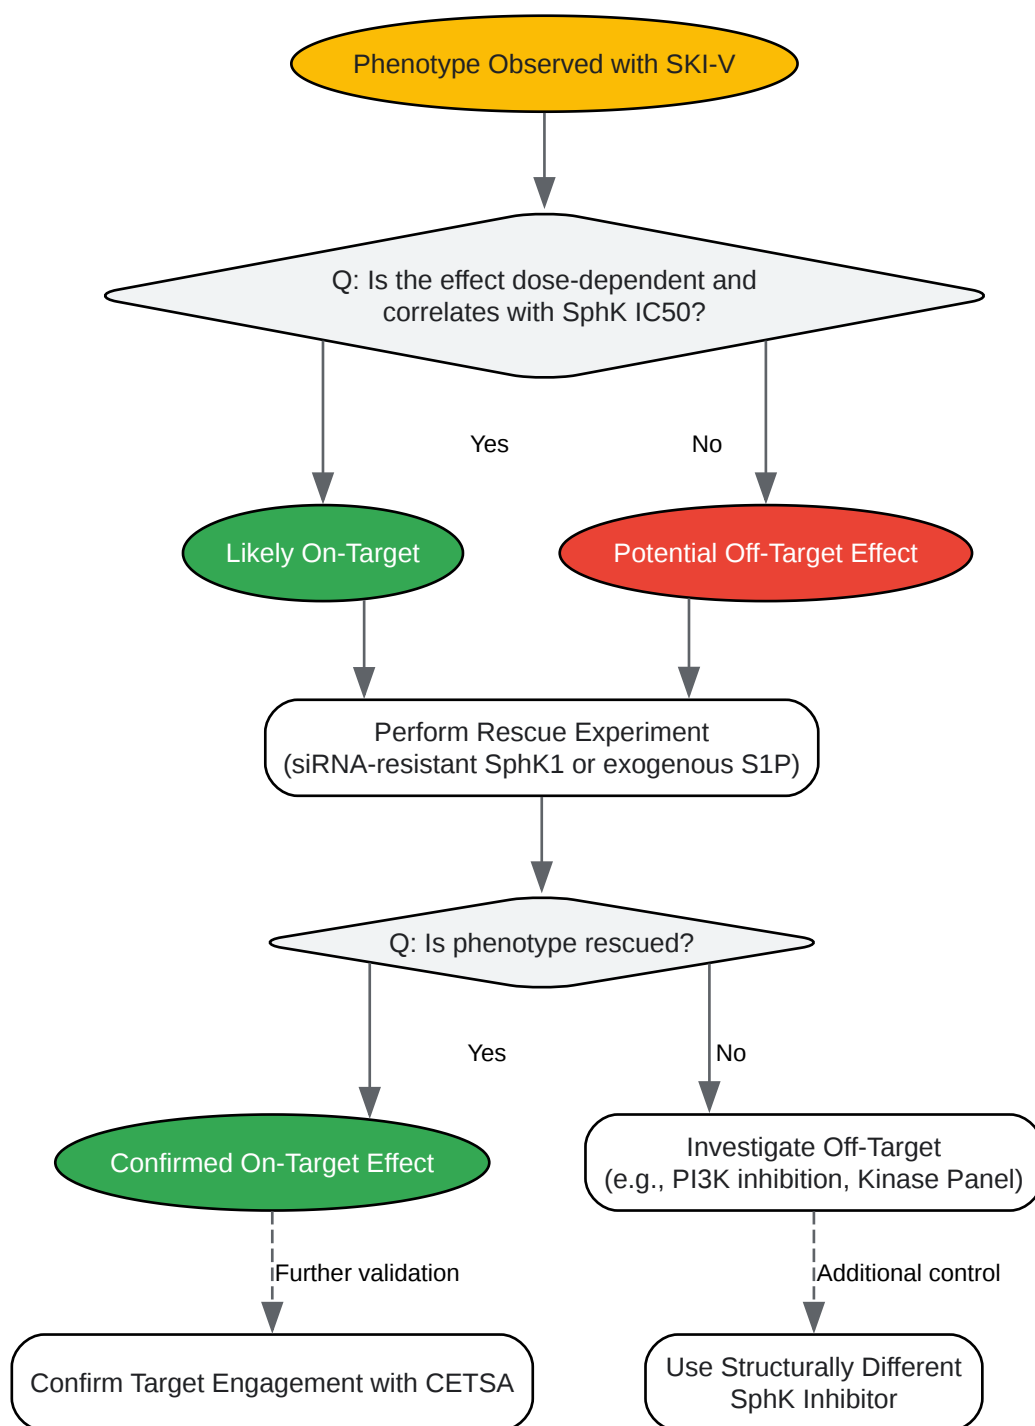 Phenotype Observed with SKI-V
Q: Is the effect dose-dependent and
correlates with SphK IC50?
Yes
No
Likely On-Target
Potential Off-Target Effect
Perform Rescue Experiment
(siRNA-resistant SphK1 or exogenous S1P)
Q: Is phenotype rescued?
Yes
No
Confirmed On-Target Effect
Investigate Off-Target
(e.g., PI3K inhibition, Kinase Panel)
Further validation
Additional control
Confirm Target Engagement with CETSA
Use Structurally Different
SphK Inhibitor